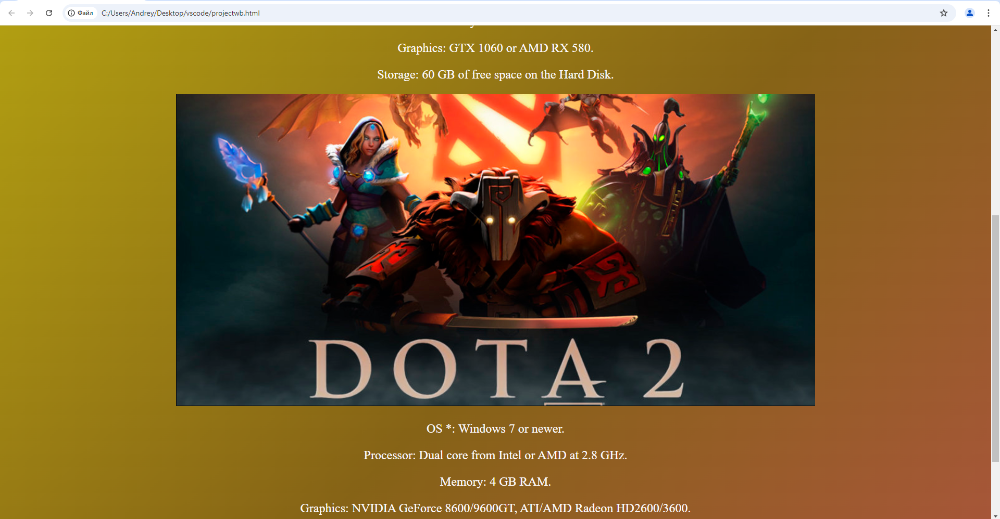 Файл C:/Users/Andrey/Desktop/vscode/projectwb.html
Graphics: GTX 1060 or AMD RX 580.
Storage: 60 GB of free space on the Hard Disk.
DOTA 2
OS *: Windows 7 or newer.
Processor: Dual core from Intel or AMD at 2.8 GHz.
Memory: 4 GB RAM.
Graphics: NVIDIA GeForce 8600/9600GT, ATI/AMD Radeon HD2600/3600.